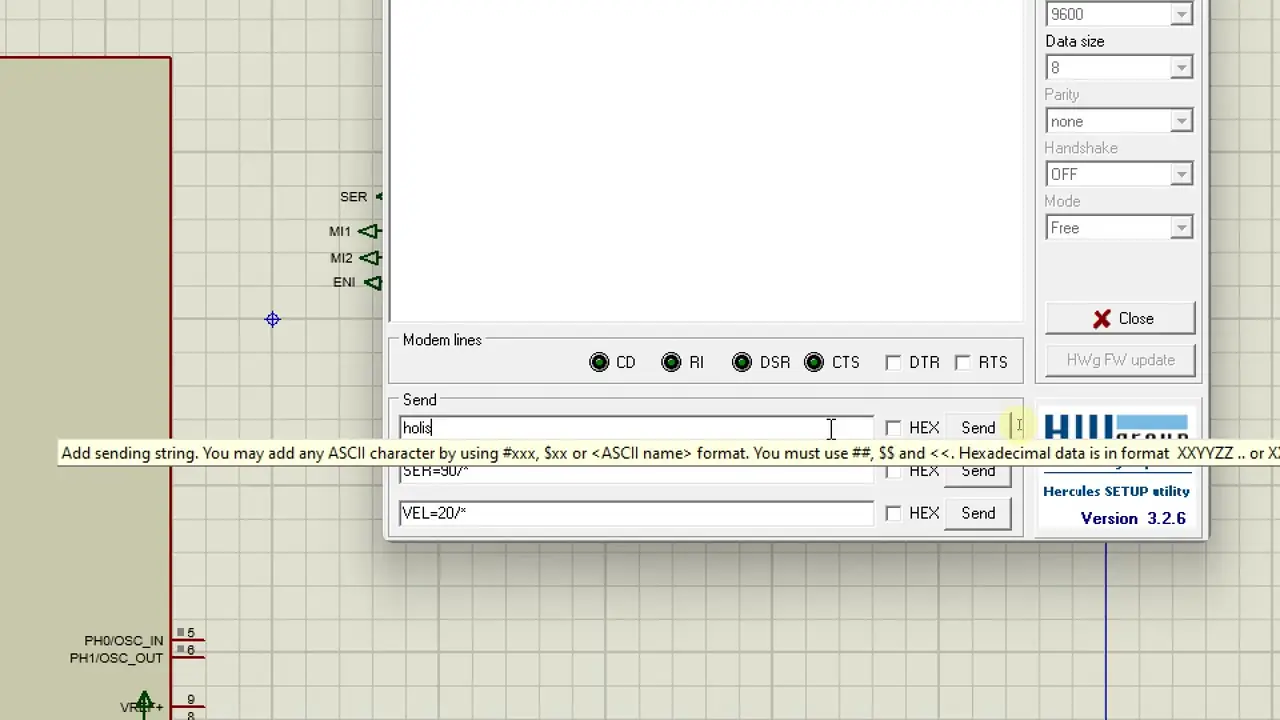 9600
Data size
8
Parity
none
Handshake
OFF
Mode
Free
SER
MI1
MI2
ENI
Close
Modem lines
CD RI DSR CTS DTR RTS
HWg FW update
Send
holis HEX Send
Add sending string. You may add any ASCII character by using #xxx, $xx or <ASCII name> format. You must use ##, $$ and <<. Hexadecimal data is in format XXYYZZ .. or
SER=90/* HEX Send
Hercules SETUP utility
VEL=20/* HEX Send
Version 3.2.6
PH0/OSC_IN 5
PH1/OSC_OUT 6
9
8